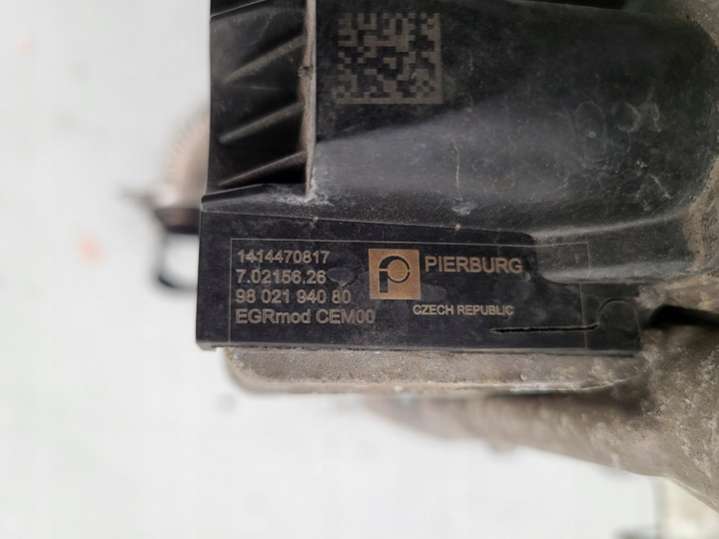 1414470817
7.02156.26
98 021 940 80
EGRmod CEM00
PIERBURG
CZECH REPUBLIC